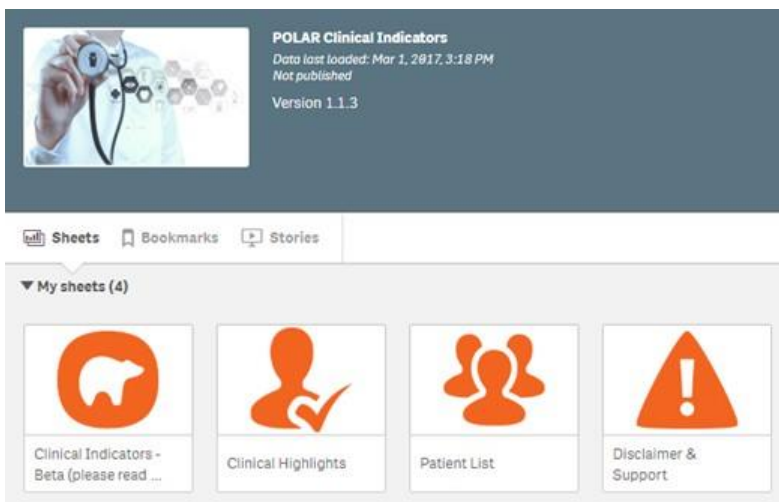 POLAR Clinical Indicators
Data last loaded: Mar 1, 2017, 3:18 PM
Not published
Version 1.1.3
Sheets Bookmarks Stories
My sheets (4)
Clinical Indicators -
Beta (please read ...
Clinical Highlights
Patient List
Disclaimer &
Support